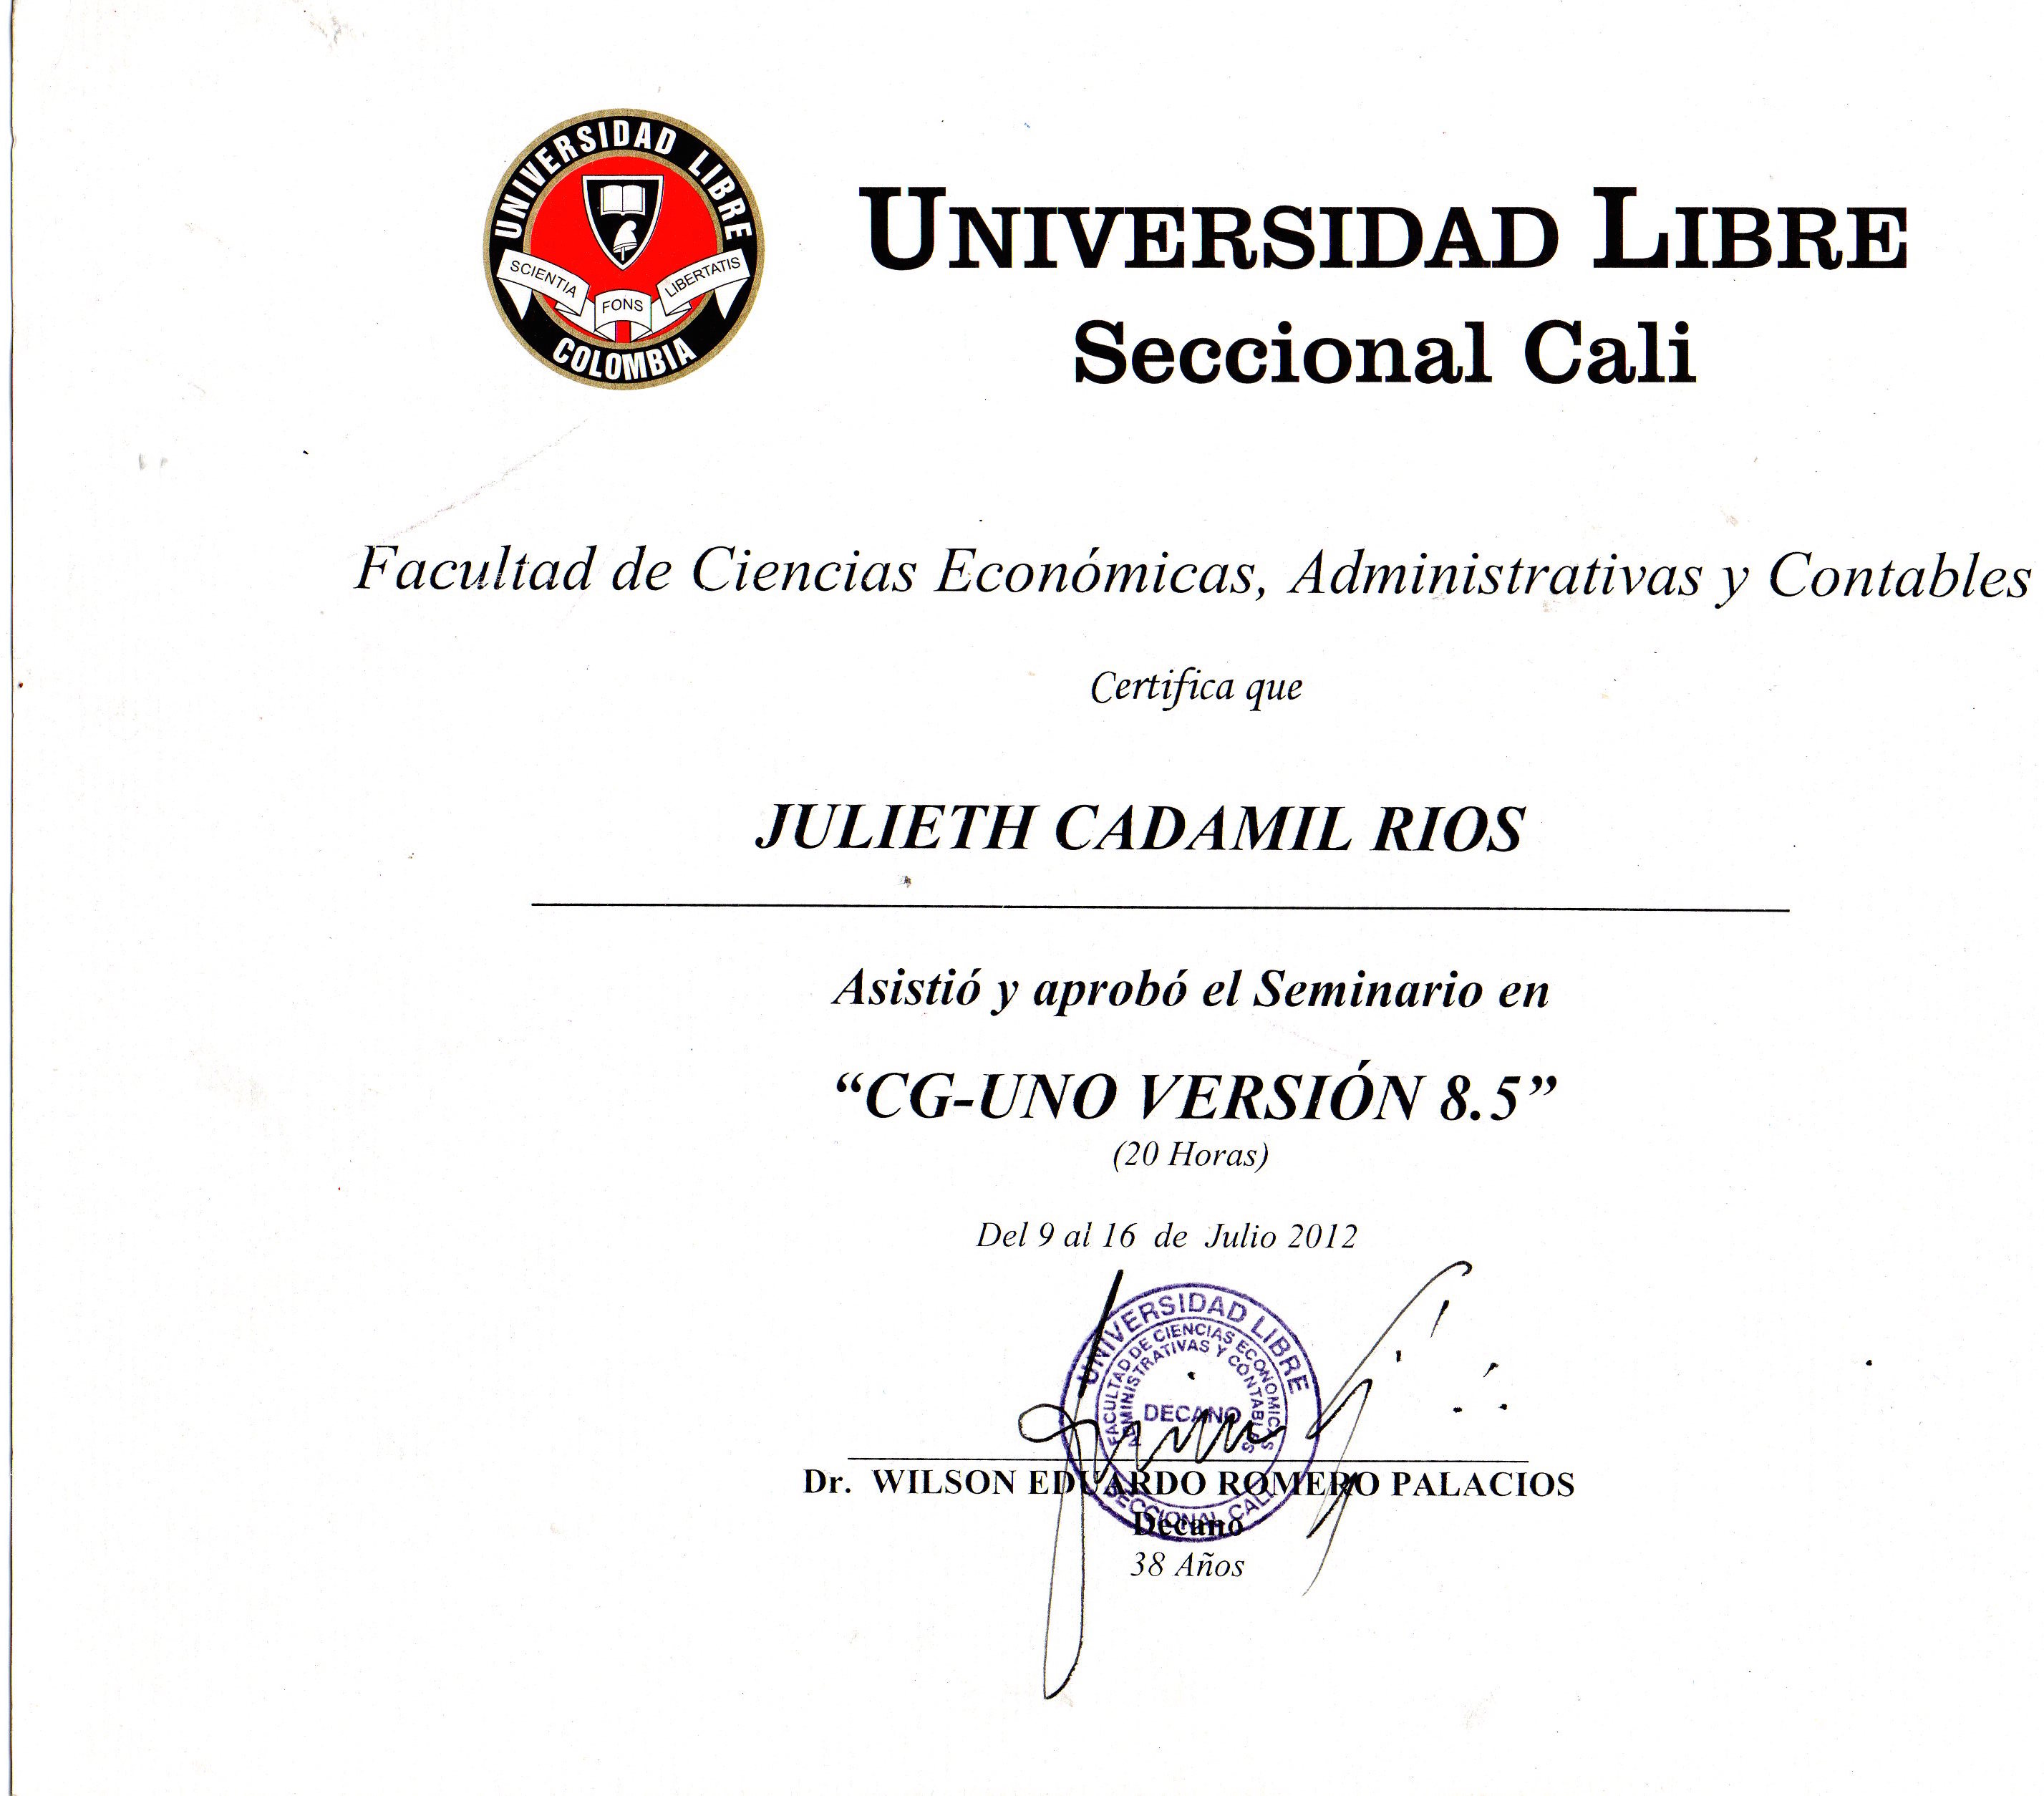 UNIVERSIDAD LIBRE
SCIENTIA FONS LIBERTATIS
COLOMBIA
UNIVERSIDAD LIBRE
Seccional Cali
Facultad de Ciencias Económicas, Administrativas y Contables
Certifica que
JULIETH CADAMIL RIOS
Asistió y aprobó el Seminario en
“CG-UNO VERSIÓN 8.5”
(20 Horas)
Del 9 al 16 de Julio 2012
UNIVERSIDAD LIBRE
FACULTAD DE CIENCIAS ECONOMICAS
ADMINISTRATIVAS Y CONTABLES
DECANO
SECCIONAL CALI
Dr. WILSON EDUARDO ROMERO PALACIOS
Decano
38 Años